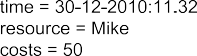 time = 30-12-2010:11.32
resource = Mike
costs = 50